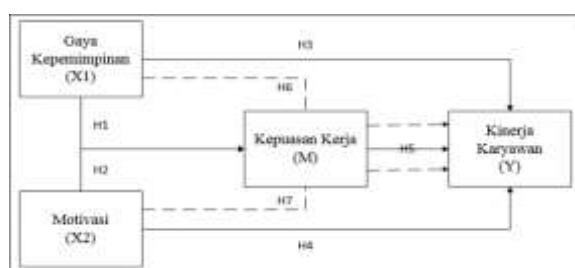 Gaya
Kepemimpinan
(X1)
H3
H6
H1
Kepuasan Kerja
(M)
H5
Kinerja
Karyawan
(Y)
H2
H7
Motivasi
(X2)
H4